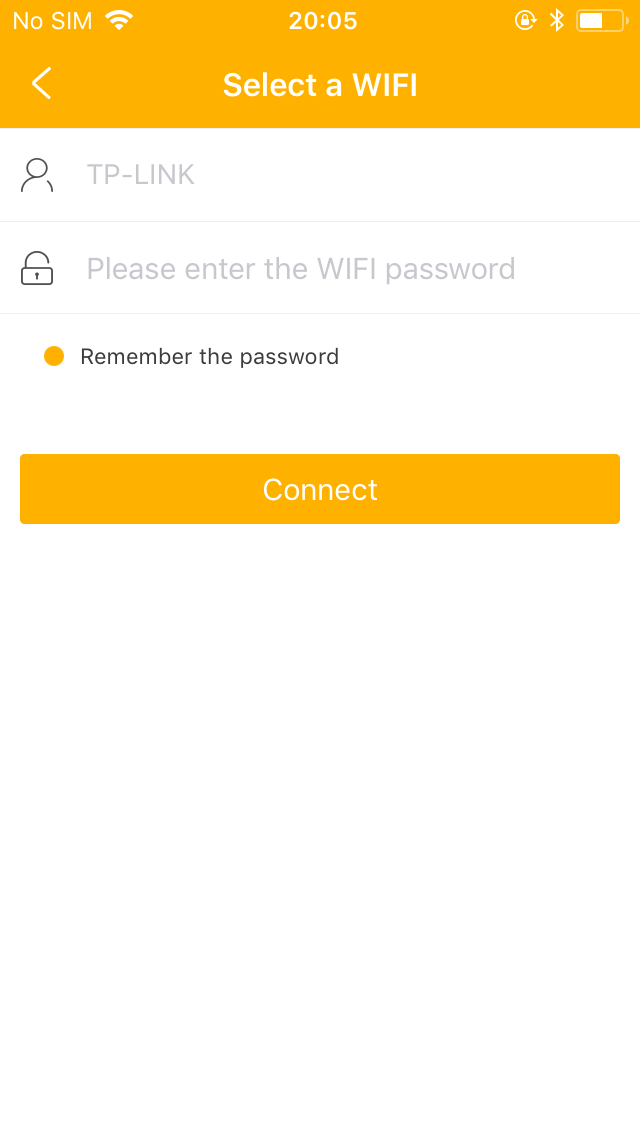 No SIM 20:05
Select a WIFI
TP-LINK
Please enter the WIFI password
Remember the password
Connect